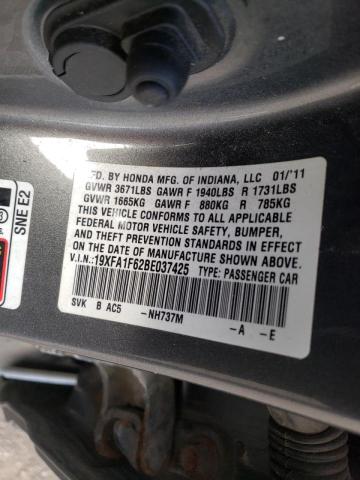 MFD. BY HONDA MFG. OF INDIANA, LLC 01/'11
GVWR 3671LBS GAWR F 1940LBS R 1731LBS
GVWR 1665KG GAWR F 880KG R 785KG
THIS VEHICLE CONFORMS TO ALL APPLICABLE
FEDERAL MOTOR VEHICLE SAFETY, BUMPER,
AND THEFT PREVENTION STANDARDS IN EFFECT
ON THE DATE OF MANUFACTURE SHOWN ABOVE.
V.I.N.:19XFA1F62BE037425 TYPE: PASSENGER CAR
SVK B AC5 -NH737M -A -E
SNE E2